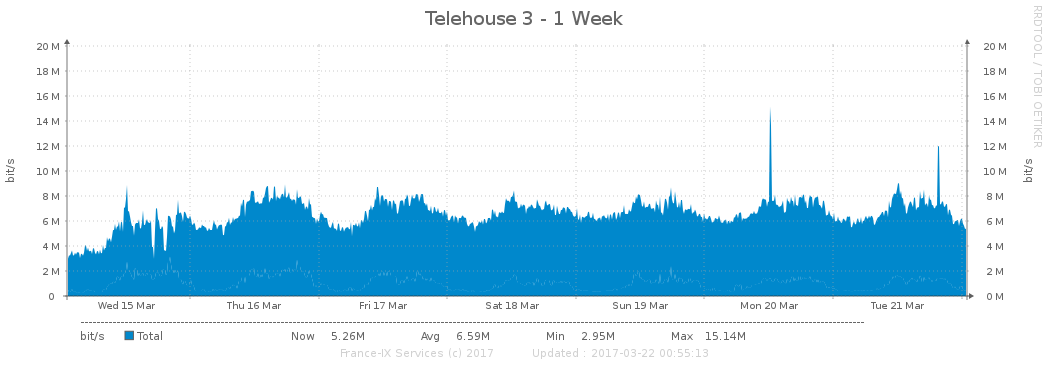 Telehouse 3 - 1 Week
RRDTOOL / TOBI OETIKER
bit/s
bit/s
20 M 20 M
18 M 18 M
16 M 16 M
14 M 14 M
12 M 12 M
10 M 10 M
8 M 8 M
6 M 6 M
4 M 4 M
2 M 2 M
0 0 M
Wed 15 Mar Thu 16 Mar Fri 17 Mar Sat 18 Mar Sun 19 Mar Mon 20 Mar Tue 21 Mar
bit/s Total Now 5.26M Avg 6.59M Min 2.95M Max 15.14M
France-IX Services (c) 2017 Updated : 2017-03-22 00:55:13